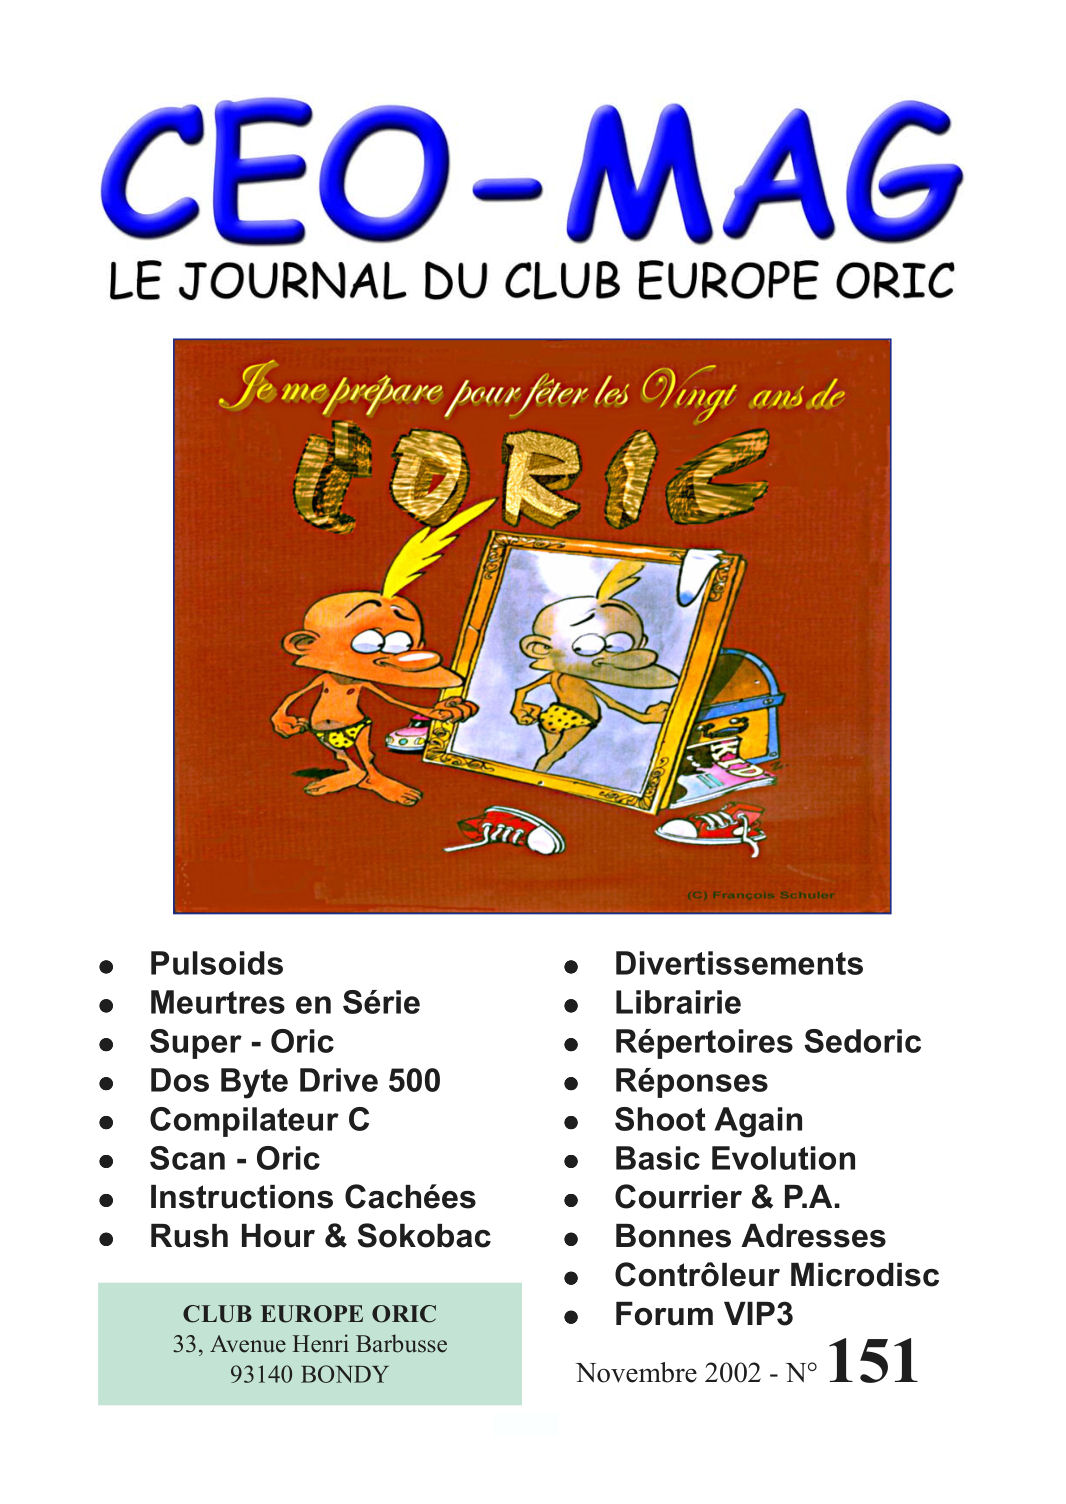 CEO-MAG
LE JOURNAL DU CLUB EUROPE ORIC
Je me prépare pour fêter les Vingt ans de
L'ORIC
(C) François Schuler
● Pulsoids
● Meurtres en Série
● Super - Oric
● Dos Byte Drive 500
● Compilateur C
● Scan - Oric
● Instructions Cachées
● Rush Hour & Sokobac
● Divertissements
● Librairie
● Répertoires Sedoric
● Réponses
● Shoot Again
● Basic Evolution
● Courrier & P.A.
● Bonnes Adresses
● Contrôleur Microdisc
● Forum VIP3
CLUB EUROPE ORIC
33, Avenue Henri Barbusse
93140 BONDY
Novembre 2002 - N° 151